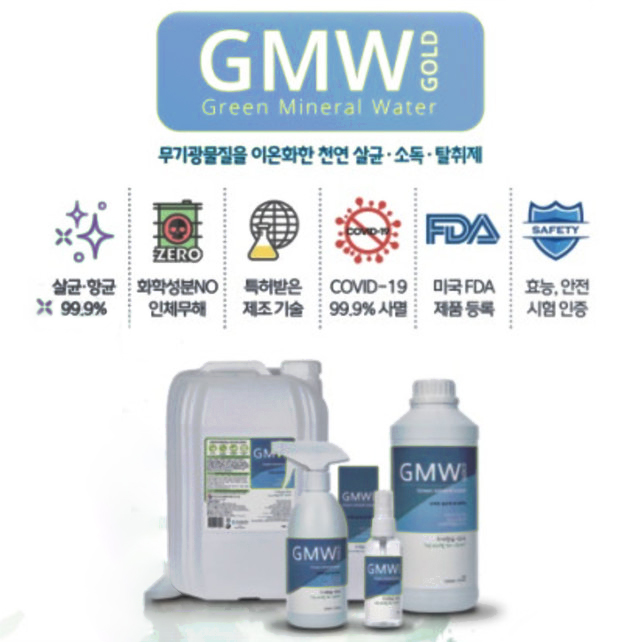 GMW GOLD
Green Mineral Water
무기광물질을 이온화한 천연 살균·소독·탈취제
ZERO
COVID-19
FDA
SAFETY
살균·항균
99.9%
화학성분NO
인체무해
특허받은
제조 기술
COVID-19
99.9% 사멸
미국 FDA
제품 등록
효능, 안전
시험 인증
GMW
GMW
GMW
GMW GOLD